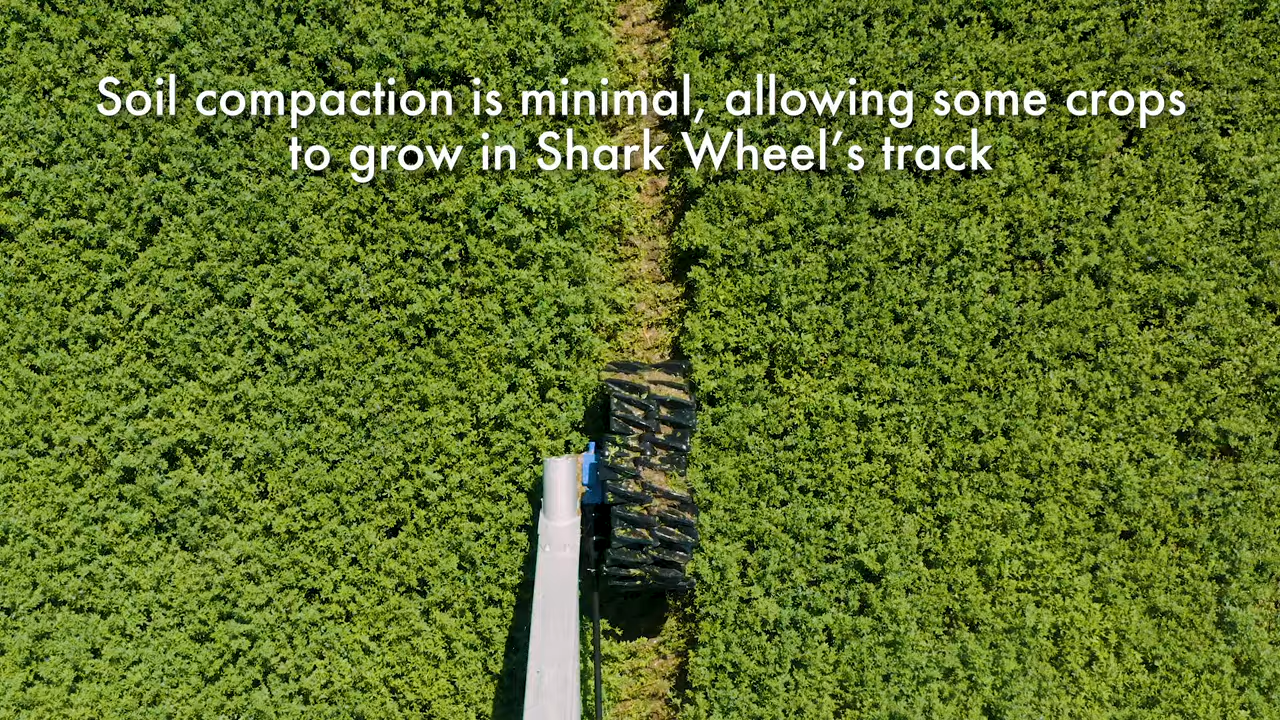 Soil compaction is minimal, allowing some crops
to grow in Shark Wheel’s track